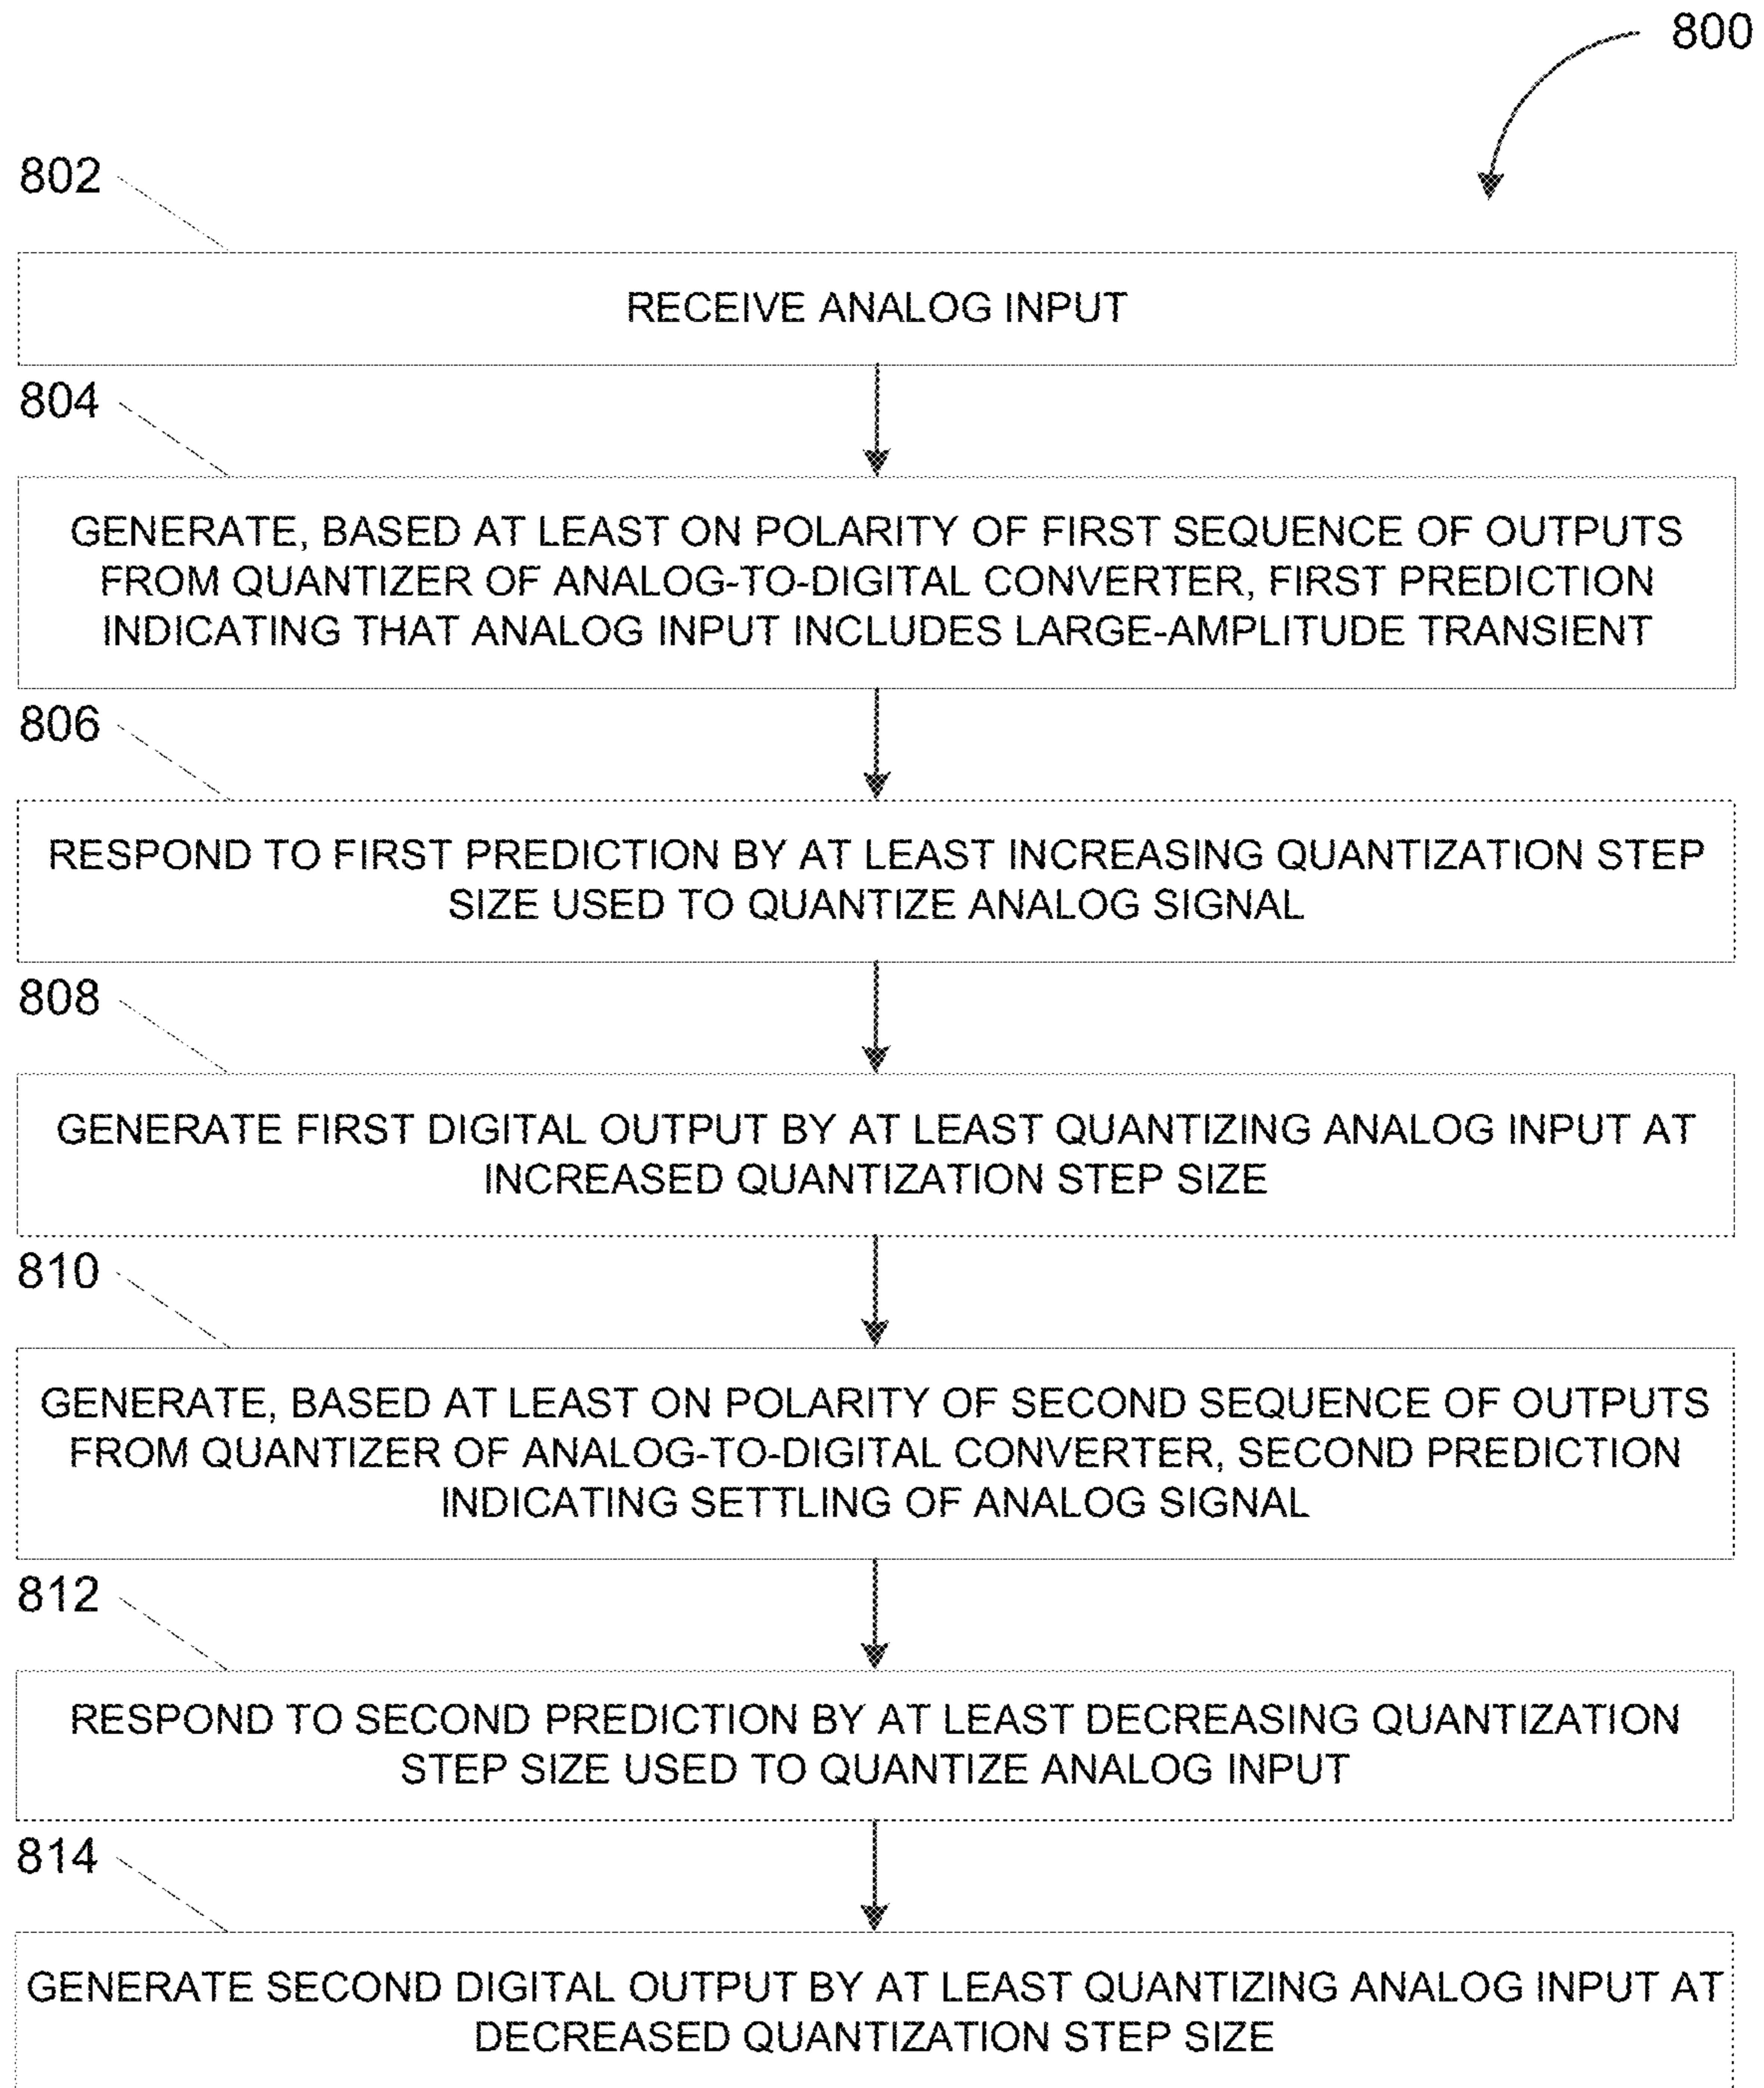 800
802
RECEIVE ANALOG INPUT
804
GENERATE, BASED AT LEAST ON POLARITY OF FIRST SEQUENCE OF OUTPUTS
FROM QUANTIZER OF ANALOG-TO-DIGITAL CONVERTER, FIRST PREDICTION
INDICATING THAT ANALOG INPUT INCLUDES LARGE-AMPLITUDE TRANSIENT
806
RESPOND TO FIRST PREDICTION BY AT LEAST INCREASING QUANTIZATION STEP
SIZE USED TO QUANTIZE ANALOG SIGNAL
808
GENERATE FIRST DIGITAL OUTPUT BY AT LEAST QUANTIZING ANALOG INPUT AT
INCREASED QUANTIZATION STEP SIZE
810
GENERATE, BASED AT LEAST ON POLARITY OF SECOND SEQUENCE OF OUTPUTS
FROM QUANTIZER OF ANALOG-TO-DIGITAL CONVERTER, SECOND PREDICTION
INDICATING SETTLING OF ANALOG SIGNAL
812
RESPOND TO SECOND PREDICTION BY AT LEAST DECREASING QUANTIZATION
STEP SIZE USED TO QUANTIZE ANALOG INPUT
814
GENERATE SECOND DIGITAL OUTPUT BY AT LEAST QUANTIZING ANALOG INPUT AT
DECREASED QUANTIZATION STEP SIZE